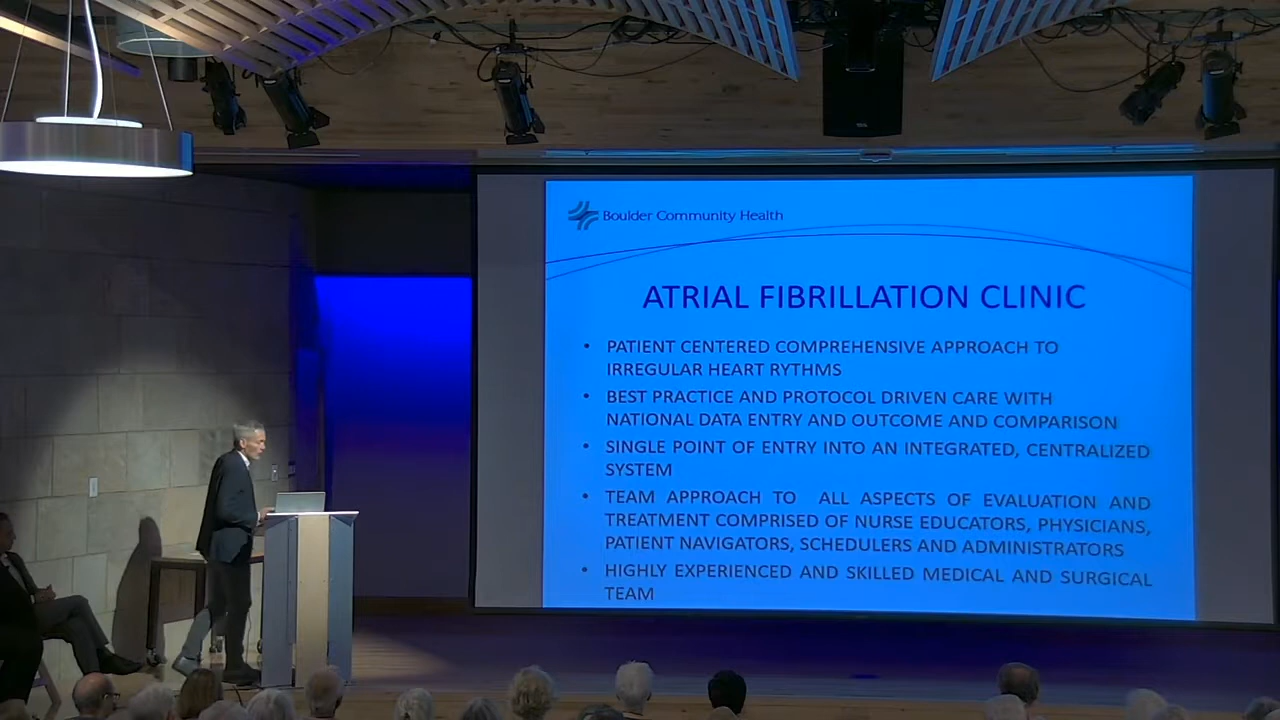 Boulder Community Health
ATRIAL FIBRILLATION CLINIC
• PATIENT CENTERED COMPREHENSIVE APPROACH TO
IRREGULAR HEART RYTHMS
• BEST PRACTICE AND PROTOCOL DRIVEN CARE WITH
NATIONAL DATA ENTRY AND OUTCOME AND COMPARISON
• SINGLE POINT OF ENTRY INTO AN INTEGRATED, CENTRALIZED
SYSTEM
• TEAM APPROACH TO ALL ASPECTS OF EVALUATION AND
TREATMENT COMPRISED OF NURSE EDUCATORS, PHYSICIANS,
PATIENT NAVIGATORS, SCHEDULERS AND ADMINISTRATORS
• HIGHLY EXPERIENCED AND SKILLED MEDICAL AND SURGICAL
TEAM